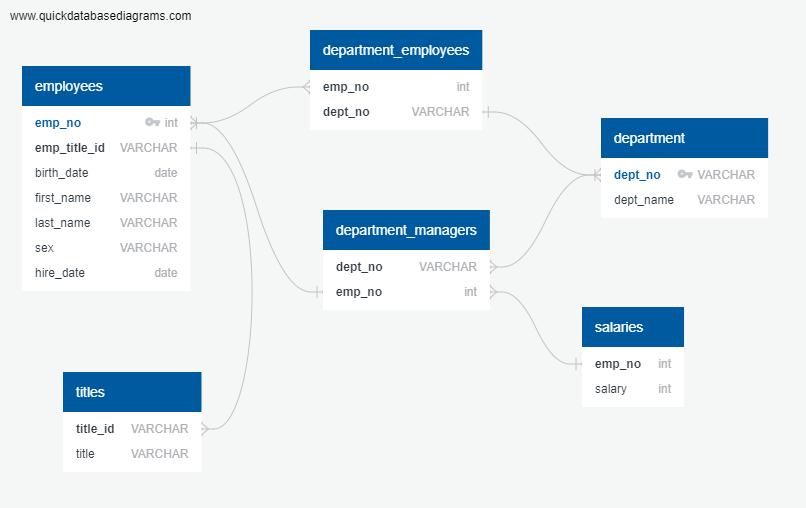 www.quickdatabasediagrams.com
employees
emp_no int
emp_title_id VARCHAR
birth_date date
first_name VARCHAR
last_name VARCHAR
sex VARCHAR
hire_date date
department_employees
emp_no int
dept_no VARCHAR
department
dept_no VARCHAR
dept_name VARCHAR
department_managers
dept_no VARCHAR
emp_no int
salaries
emp_no int
salary int
titles
title_id VARCHAR
title VARCHAR